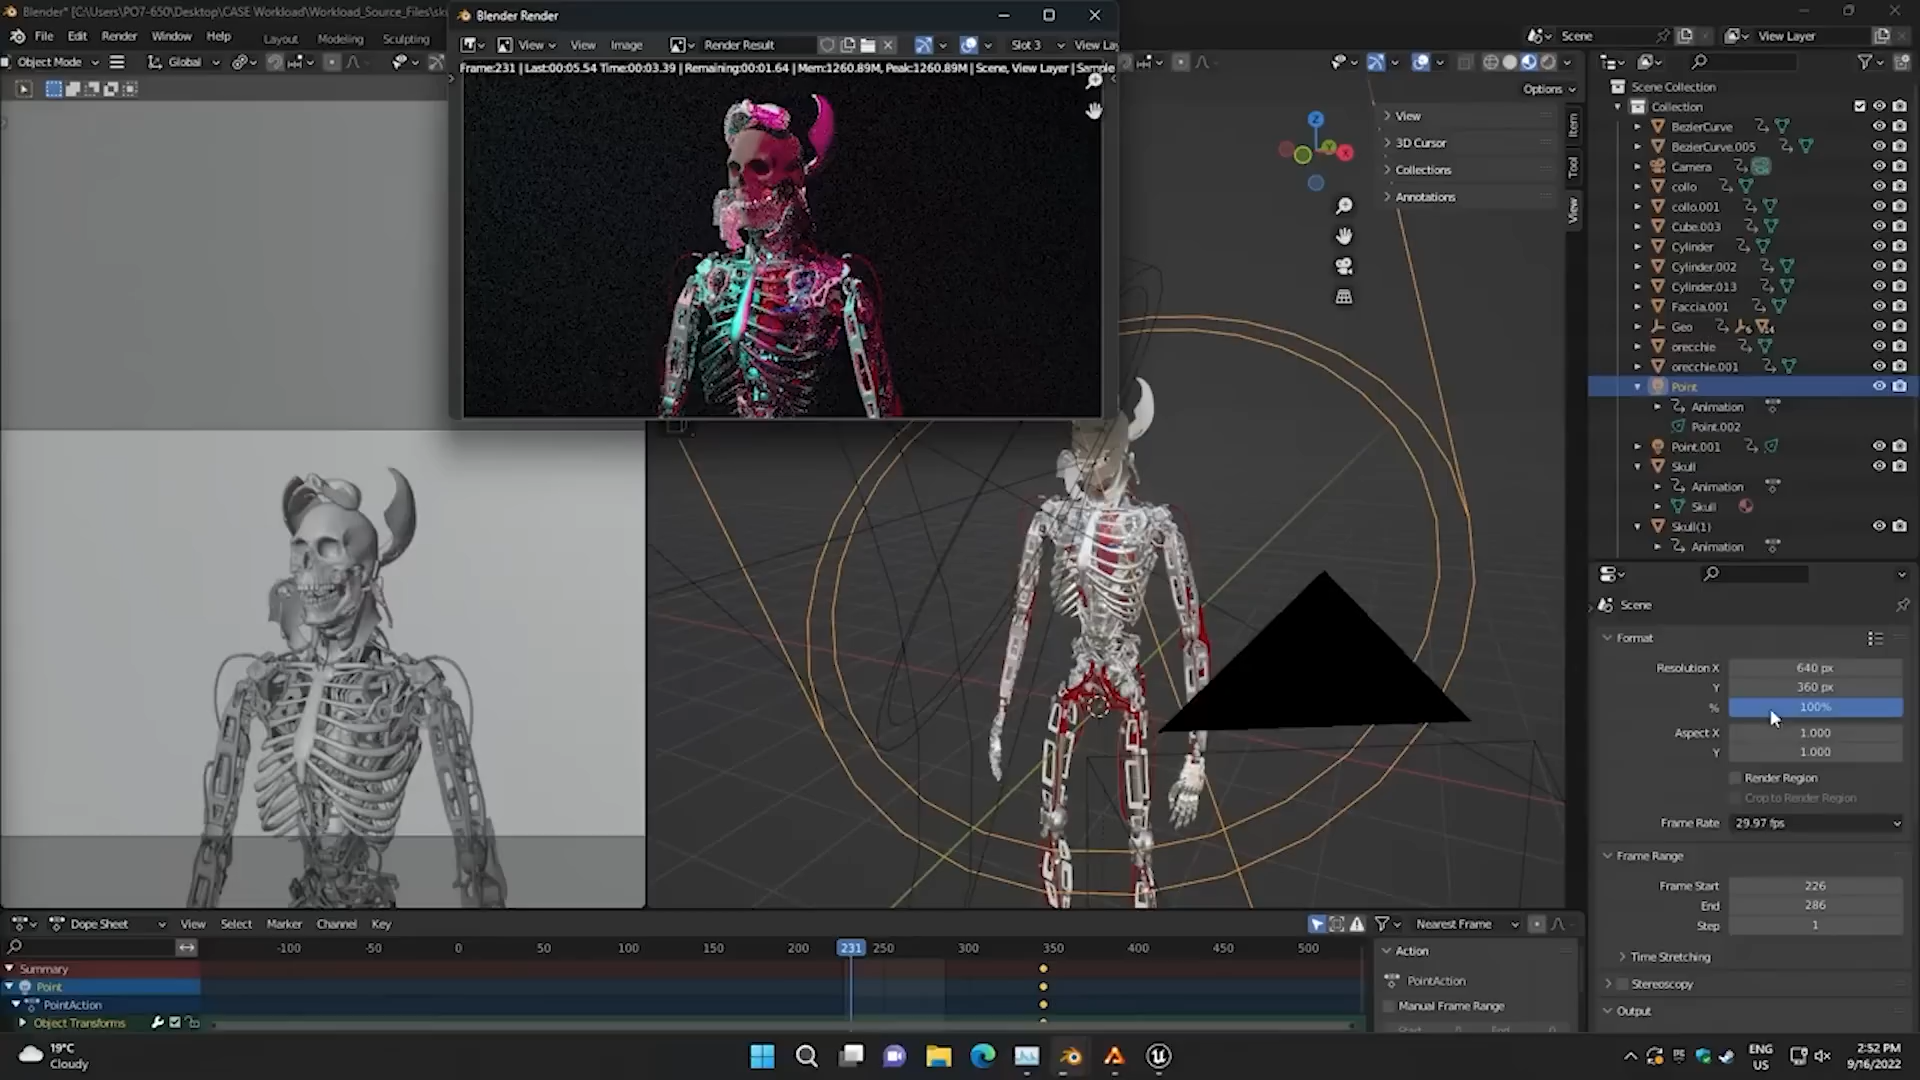 Blender* [C:\Users\PO7-650\Desktop\CASE Workload\Workload_Source_Files\sk
File Edit Render Window Help Layout Modeling Sculpting
Object Mode Global
Blender Render
View View Image Render Result Slot 3 View La
Frame:231 | Last:00:05.54 Time:00:03.39 | Remaining:00:01.64 | Mem:1260.89M, Peak:1260.89M | Scene, View Layer | Sample
Scene View Layer
Options
View
3D Cursor
Collections
Annotations
Item
Tool
View
Z
Y
X
Scene Collection
Collection
BezierCurve
BezierCurve.005
Camera
collo
collo.001
Cube.003
Cylinder
Cylinder.002
Cylinder.013
Faccia.001
Geo
orecchie
orecchie.001
Point
Animation
Point.002
Point.001
Skull
Animation
Skull
Skull(1)
Animation
Scene
Format
Resolution X 640 px
Y 360 px
% 100%
Aspect X 1.000
Y 1.000
Render Region
Crop to Render Region
Frame Rate 29.97 fps
Frame Range
Frame Start 226
End 286
Step 1
Time Stretching
Stereoscopy
Output
Dope Sheet View Select Marker Channel Key Nearest Frame
-100 -50 0 50 100 150 200 231 250 300 350 400 450 500
Summary
Point
PointAction
Object Transforms
Action
PointAction
Manual Frame Range
Start 0 End 0
19°C
Cloudy
ENG
US
2:52 PM
9/16/2022